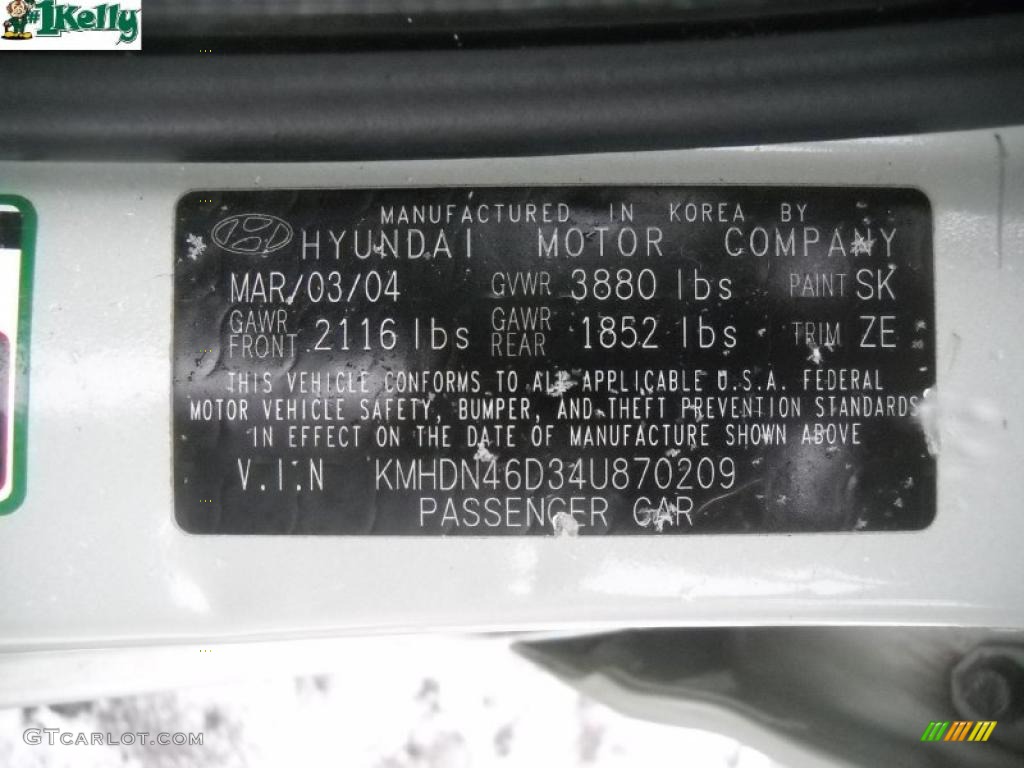 #1Kelly
MANUFACTURED IN KOREA BY
HYUNDAI MOTOR COMPANY
MAR/03/04 GVWR 3880 lbs PAINT SK
GAWR FRONT 2116 lbs GAWR REAR 1852 lbs TRIM ZE
THIS VEHICLE CONFORMS TO ALL APPLICABLE U.S.A. FEDERAL
MOTOR VEHICLE SAFETY, BUMPER, AND THEFT PREVENTION STANDARDS
IN EFFECT ON THE DATE OF MANUFACTURE SHOWN ABOVE
V.I.N KMHDN46D34U870209
PASSENGER CAR
GTCARLOT.COM